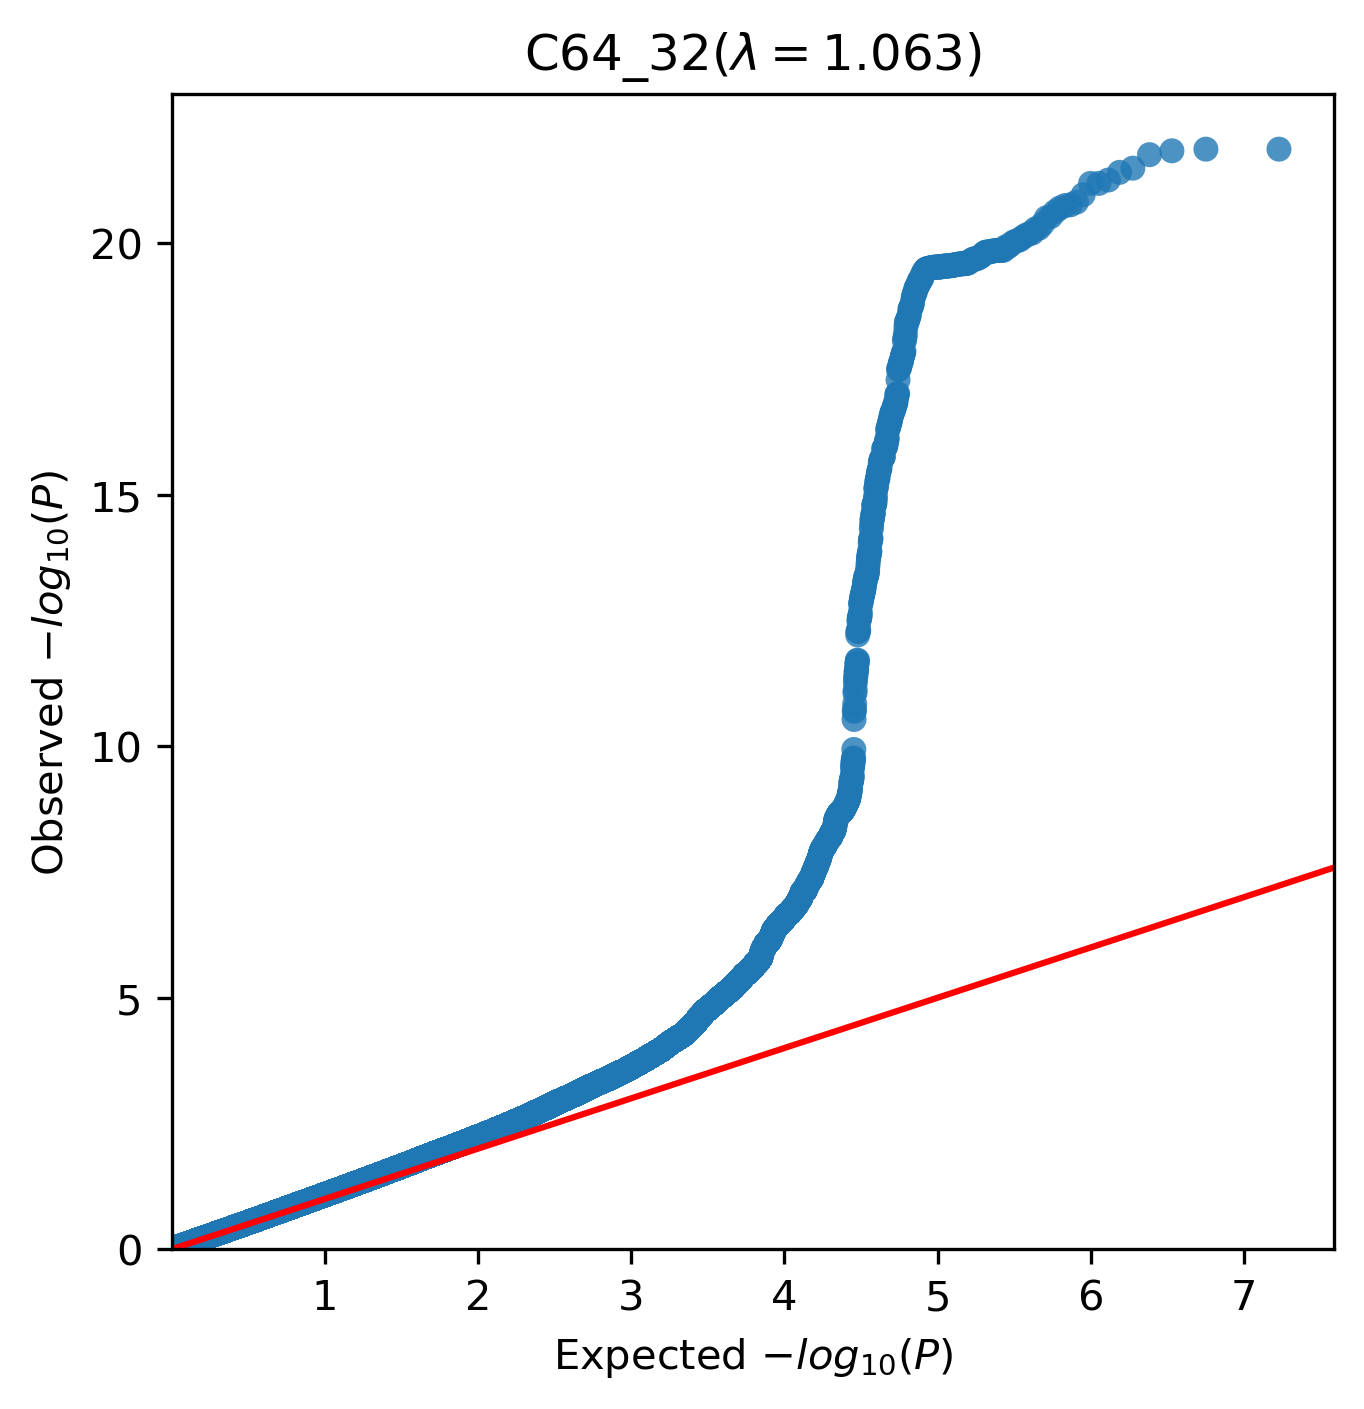 C64_32(λ = 1.063)
Observed −log₁₀(P)
20
15
10
5
0
1 2 3 4 5 6 7
Expected −log₁₀(P)